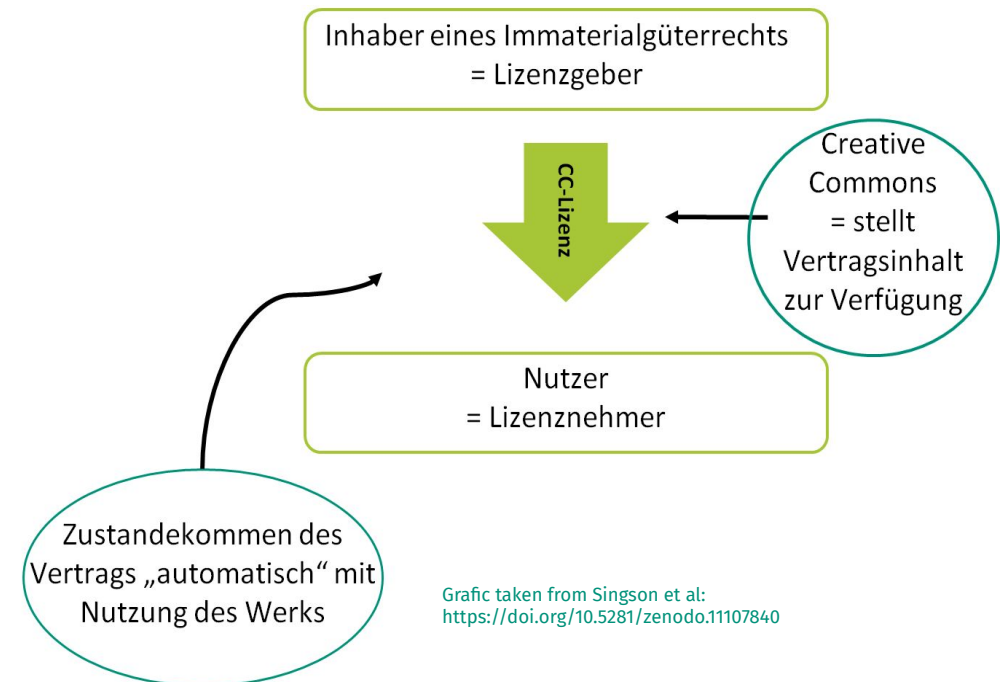 Inhaber eines Immaterialgüterrechts
= Lizenzgeber
CC-Lizenz
Creative
Commons
= stellt
Vertragsinhalt
zur Verfügung
Nutzer
= Lizenznehmer
Zustandekommen des
Vertrags „automatisch“ mit
Nutzung des Werks
Grafic taken from Singson et al:
https://doi.org/10.5281/zenodo.11107840